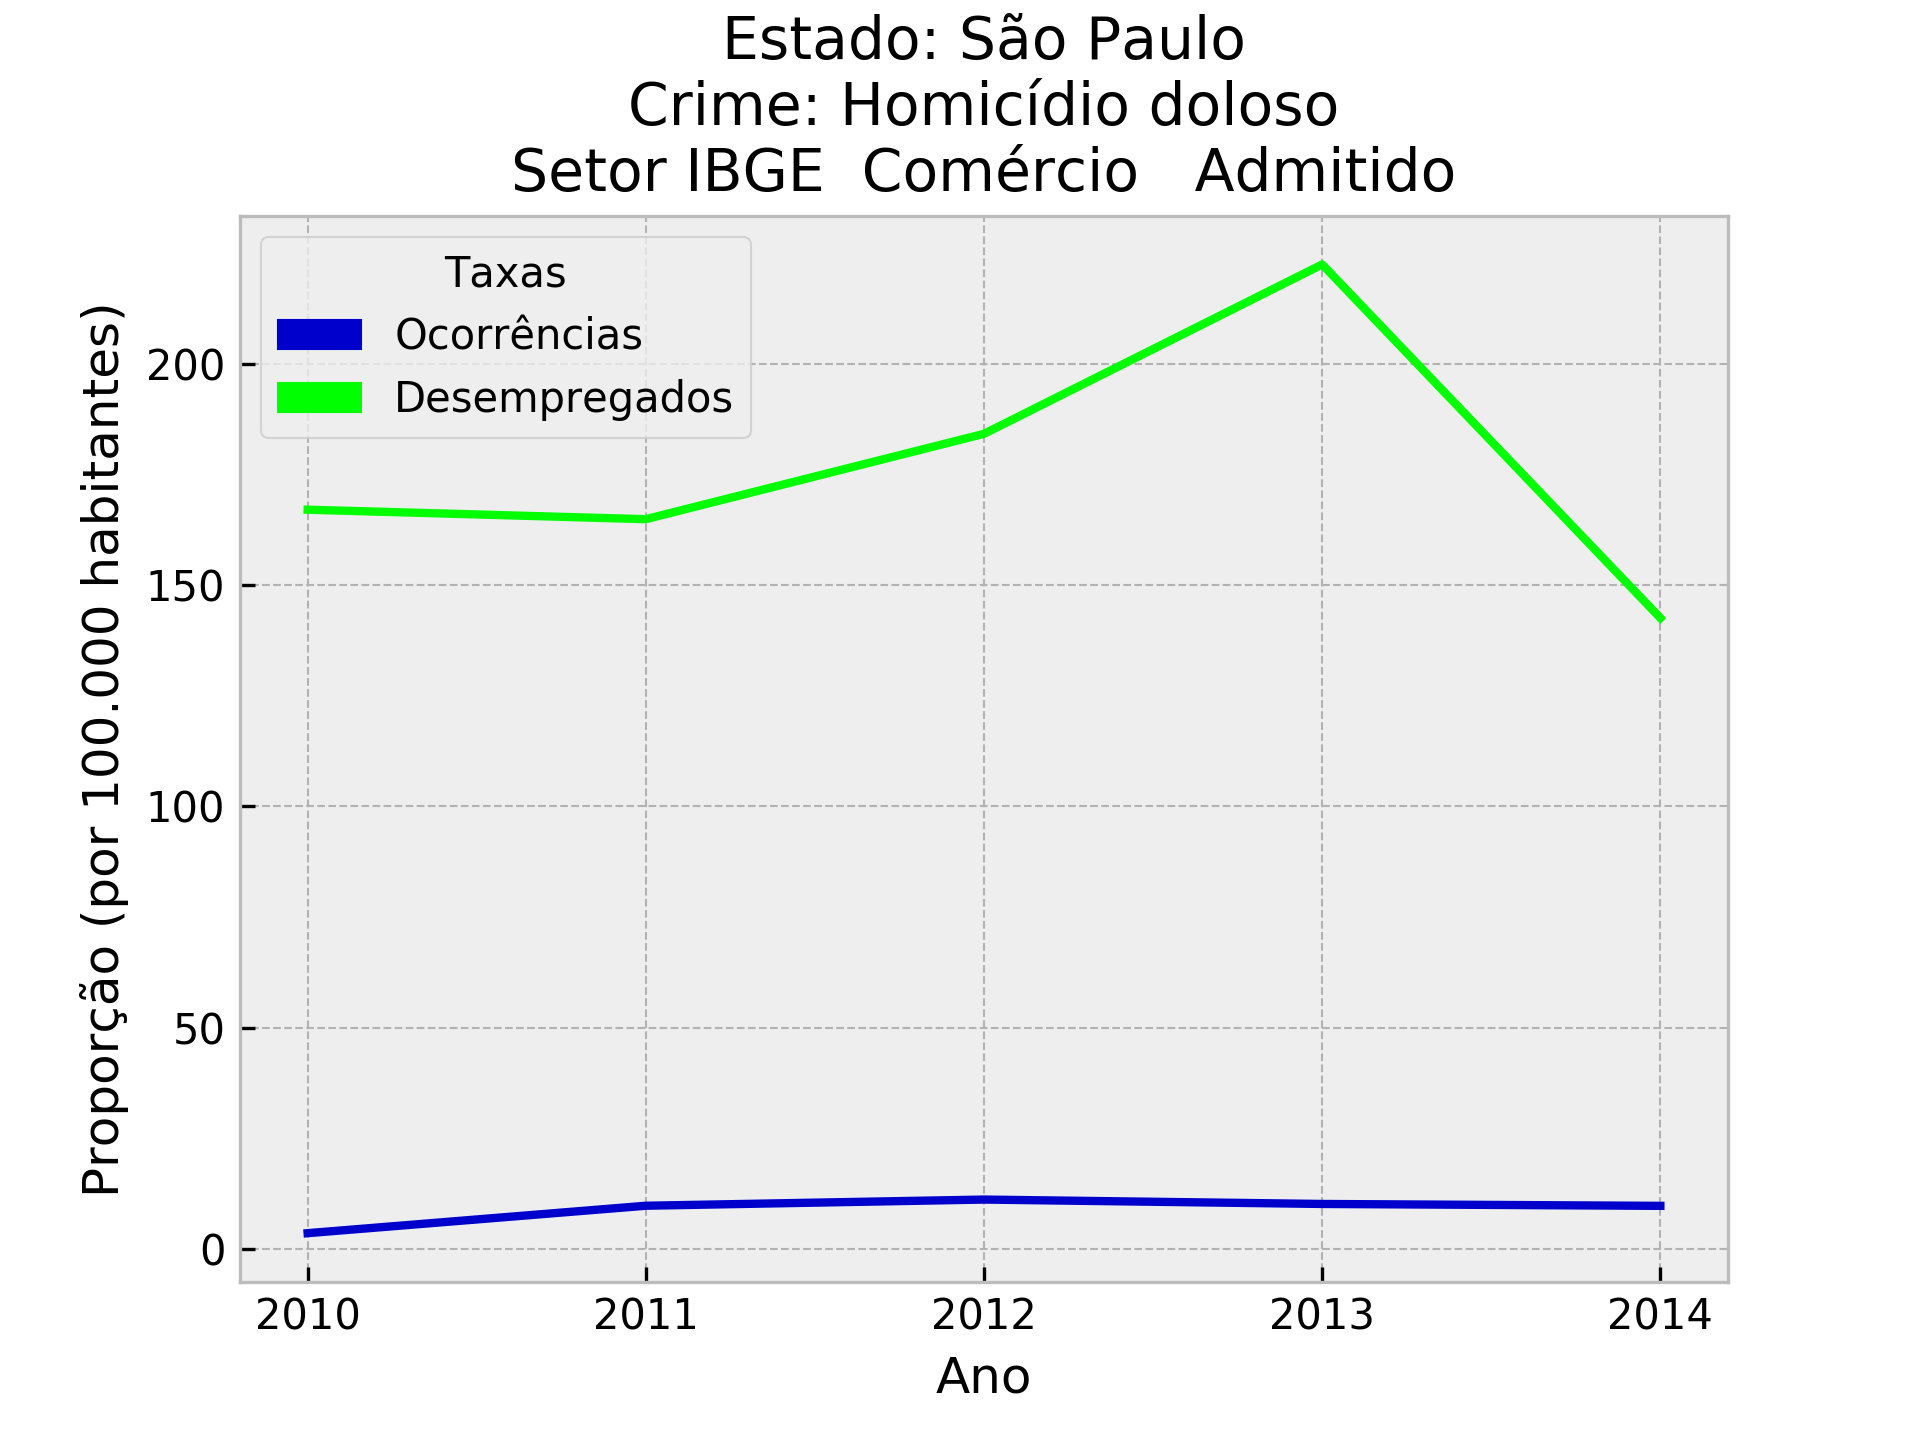 Estado: São Paulo
Crime: Homicídio doloso
Setor IBGE  Comércio   Admitido
Taxas
Ocorrências
Desempregados
Proporção (por 100.000 habitantes)
200
150
100
50
0
2010 2011 2012 2013 2014
Ano